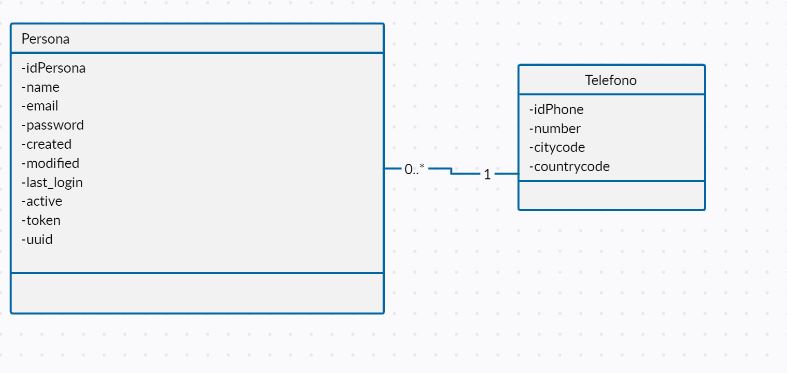 Persona
-idPersona
-name
-email
-password
-created
-modified
-last_login
-active
-token
-uuid
0..*
1
Telefono
-idPhone
-number
-citycode
-countrycode